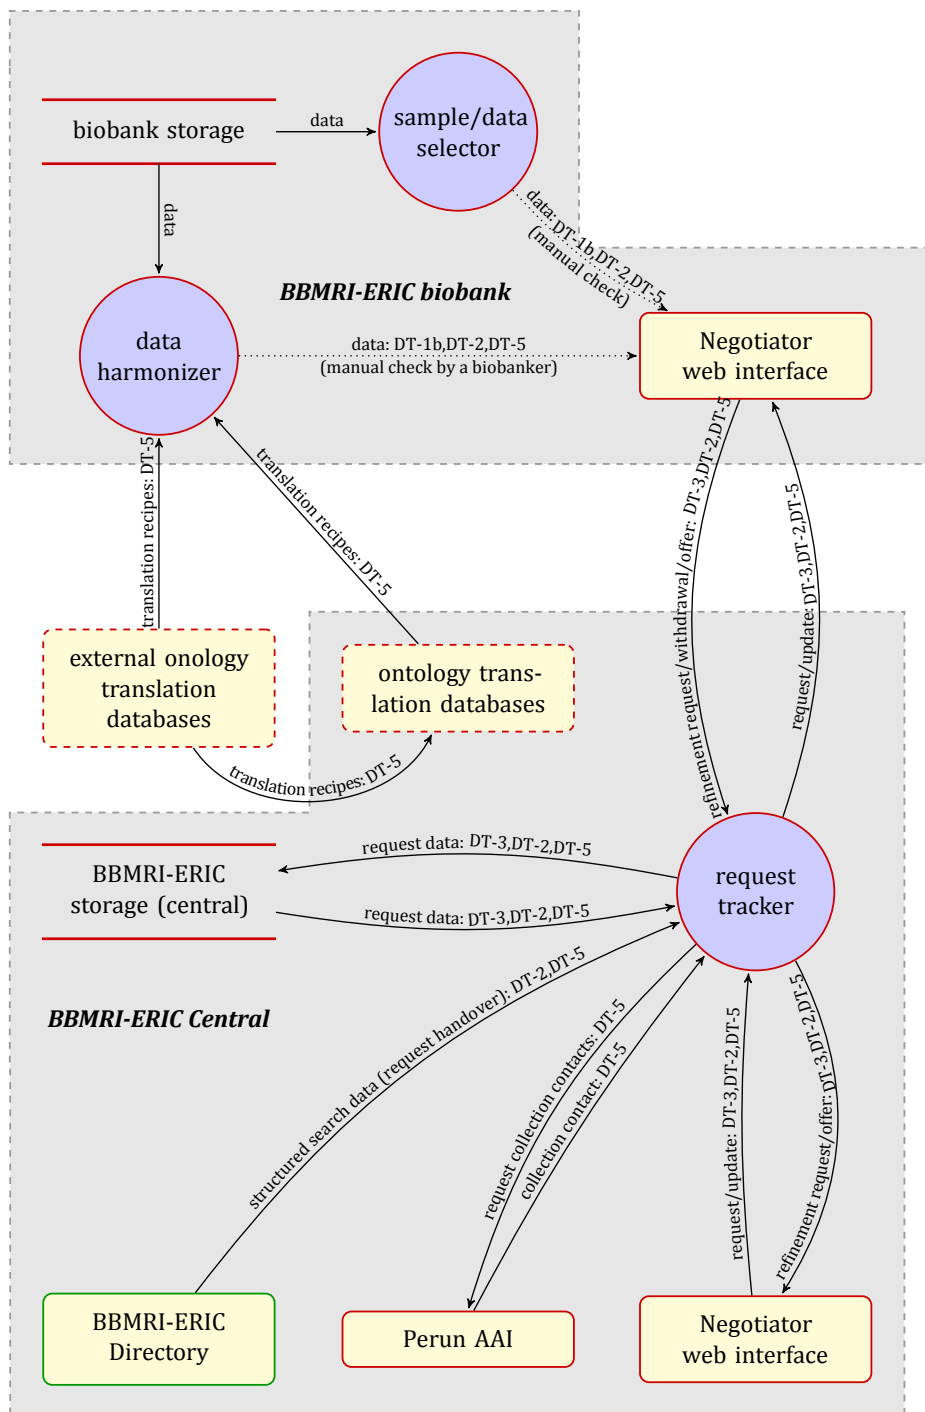 biobank storage
data
sample/data
selector
data
data: DT-1b,DT-2,DT-5
(manual check)
BBMRI-ERIC biobank
data
harmonizer
data: DT-1b,DT-2,DT-5
(manual check by a biobanker)
Negotiator
web interface
translation recipes: DT-5
translation recipes: DT-5
refinement request/withdrawal/offer: DT-3,DT-2,DT-5
request/update: DT-3,DT-2,DT-5
external onology
translation
databases
ontology trans-
lation databases
translation recipes: DT-5
BBMRI-ERIC
storage (central)
request data: DT-3,DT-2,DT-5
request data: DT-3,DT-2,DT-5
request
tracker
BBMRI-ERIC Central
structured search data (request handover): DT-2,DT-5
request collection contacts: DT-5
collection contact: DT-5
request/update: DT-3,DT-2,DT-5
refinement request/offer: DT-3,DT-2,DT-5
BBMRI-ERIC
Directory
Perun AAI
Negotiator
web interface